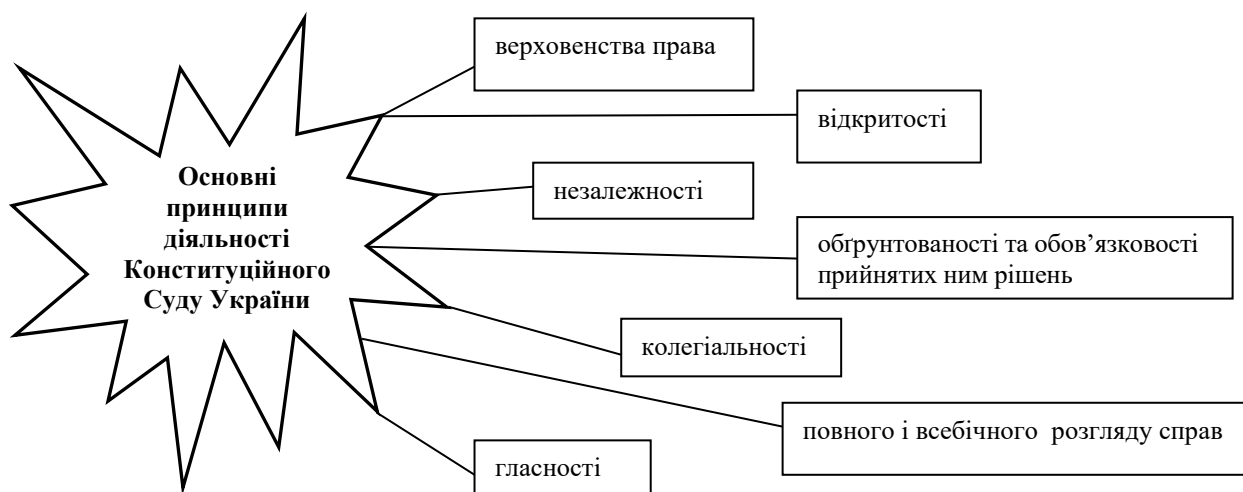 Основні
принципи
діяльності
Конституційного
Суду України
верховенства права
відкритості
незалежності
обґрунтованості та обов’язковості
прийнятих ним рішень
колегіальності
повного і всебічного розгляду справ
гласності